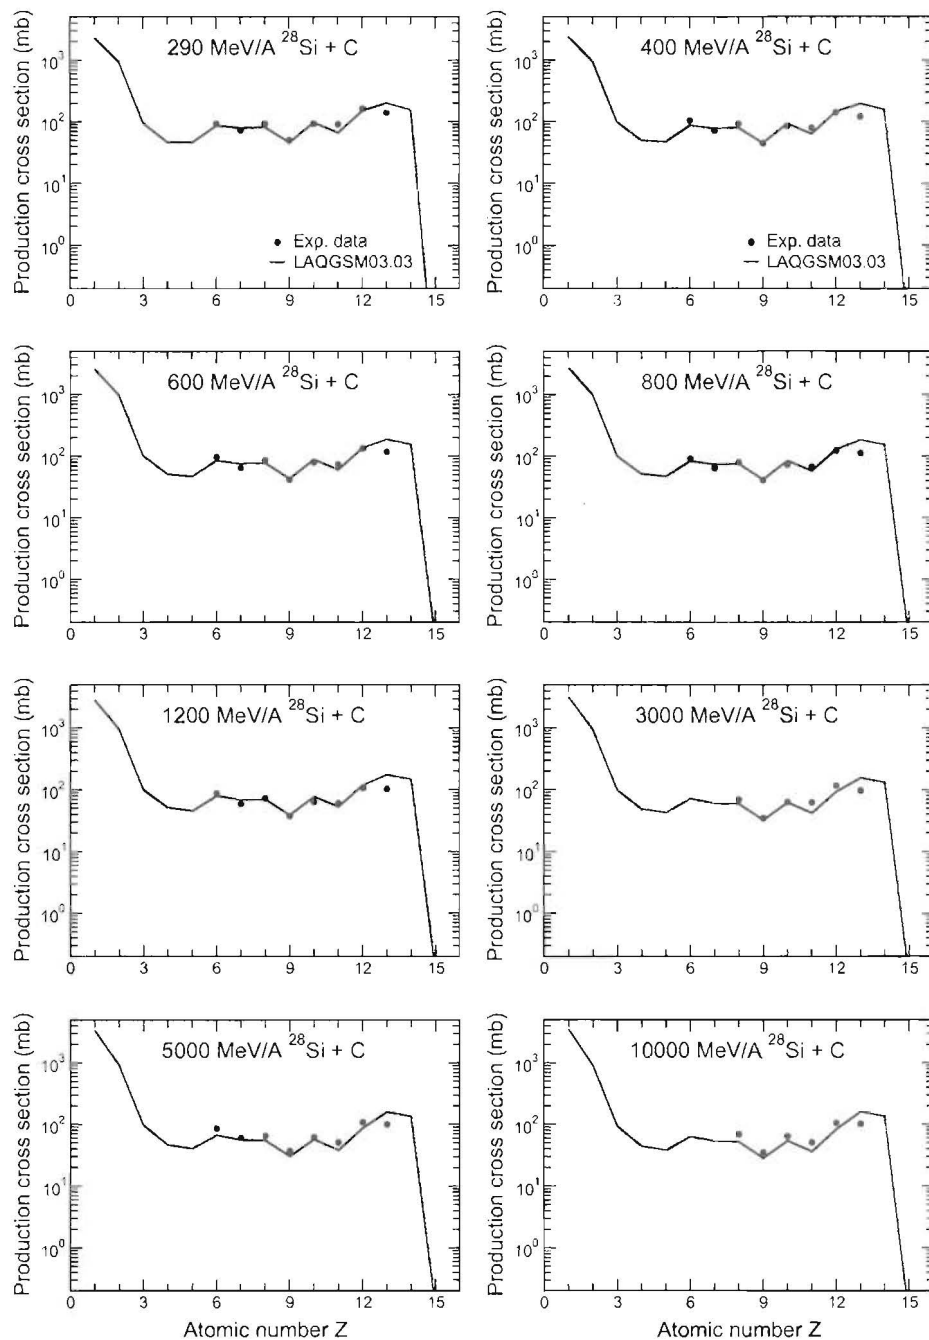 Production cross section (mb)
10³
10²
10¹
10⁰
290 MeV/A ²⁸Si + C
Exp. data
LAQGSM03.03
0 3 6 9 12 15
Production cross section (mb)
10³
10²
10¹
10⁰
400 MeV/A ²⁸Si + C
Exp. data
LAQGSM03.03
0 3 6 9 12 15
Production cross section (mb)
10³
10²
10¹
10⁰
600 MeV/A ²⁸Si + C
0 3 6 9 12 15
Production cross section (mb)
10³
10²
10¹
10⁰
800 MeV/A ²⁸Si + C
0 3 6 9 12 15
Production cross section (mb)
10³
10²
10¹
10⁰
1200 MeV/A ²⁸Si + C
0 3 6 9 12 15
Production cross section (mb)
10³
10²
10¹
10⁰
3000 MeV/A ²⁸Si + C
0 3 6 9 12 15
Production cross section (mb)
10³
10²
10¹
10⁰
5000 MeV/A ²⁸Si + C
0 3 6 9 12 15
Atomic number Z
Production cross section (mb)
10³
10²
10¹
10⁰
10000 MeV/A ²⁸Si + C
0 3 6 9 12 15
Atomic number Z